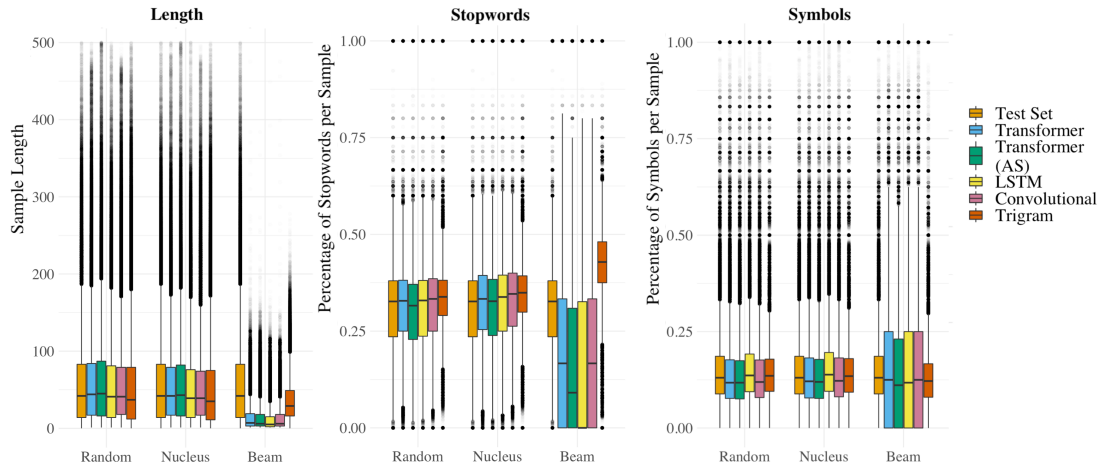 Length
Stopwords
Symbols
Sample Length
500
400
300
200
100
0
Random
Nucleus
Beam
Percentage of Stopwords per Sample
1.00
0.75
0.50
0.25
0.00
Random
Nucleus
Beam
Percentage of Symbols per Sample
1.00
0.75
0.50
0.25
0.00
Random
Nucleus
Beam
Test Set
Transformer
Transformer
(AS)
LSTM
Convolutional
Trigram